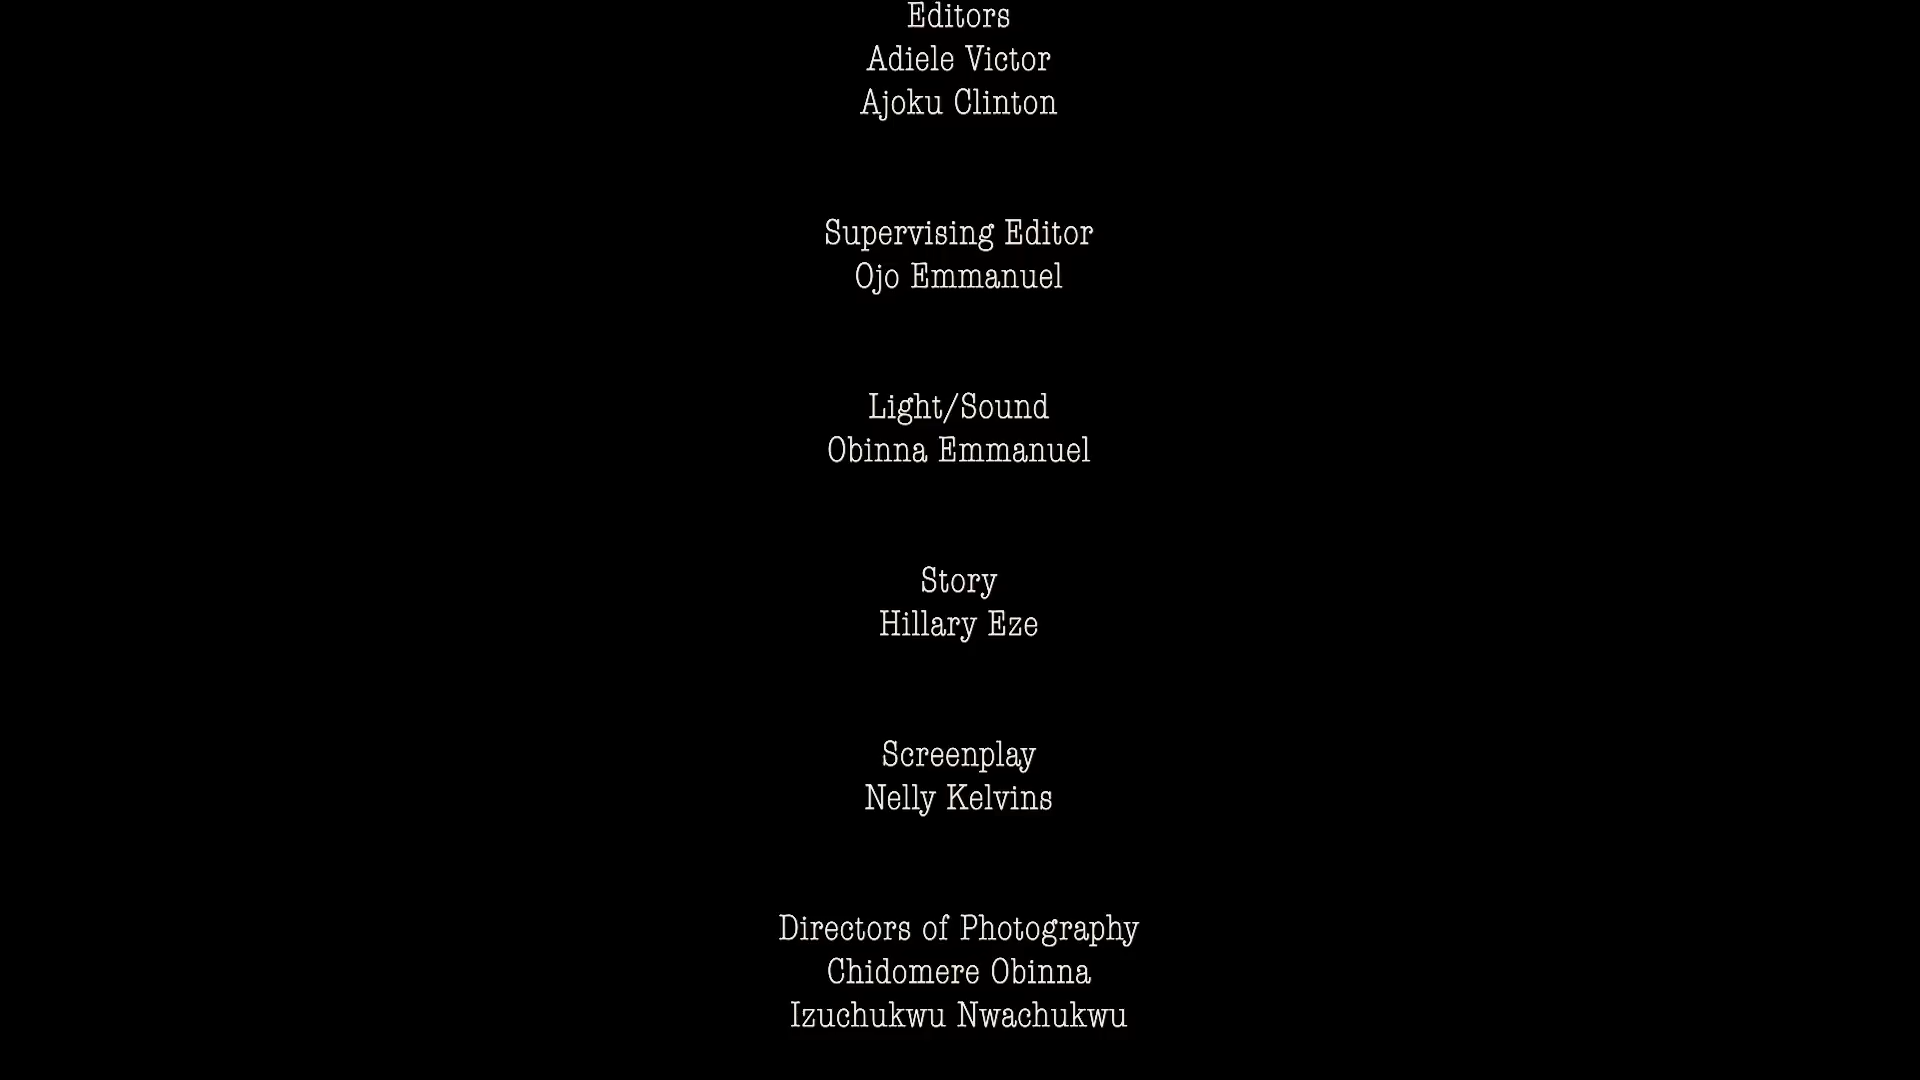 Editors
Adiele Victor
Ajoku Clinton
Supervising Editor
Ojo Emmanuel
Light/Sound
Obinna Emmanuel
Story
Hillary Eze
Screenplay
Nelly Kelvins
Directors of Photography
Chidomere Obinna
Izuchukwu Nwachukwu